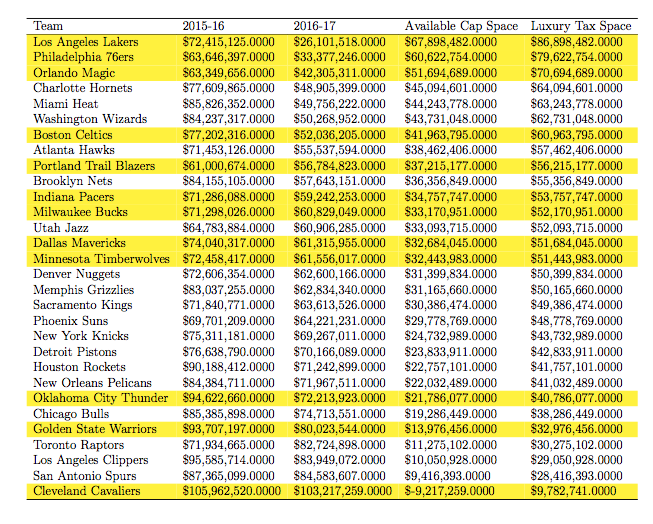 Team 2015-16 2016-17 Available Cap Space Luxury Tax Space
Los Angeles Lakers $72,415,125.0000 $26,101,518.0000 $67,898,482.0000 $86,898,482.0000
Philadelphia 76ers $63,646,397.0000 $33,377,246.0000 $60,622,754.0000 $79,622,754.0000
Orlando Magic $63,349,656.0000 $42,305,311.0000 $51,694,689.0000 $70,694,689.0000
Charlotte Hornets $77,609,865.0000 $48,905,399.0000 $45,094,601.0000 $64,094,601.0000
Miami Heat $85,826,352.0000 $49,756,222.0000 $44,243,778.0000 $63,243,778.0000
Washington Wizards $84,237,317.0000 $50,268,952.0000 $43,731,048.0000 $62,731,048.0000
Boston Celtics $77,202,316.0000 $52,036,205.0000 $41,963,795.0000 $60,963,795.0000
Atlanta Hawks $71,453,126.0000 $55,537,594.0000 $38,462,406.0000 $57,462,406.0000
Portland Trail Blazers $61,000,674.0000 $56,784,823.0000 $37,215,177.0000 $56,215,177.0000
Brooklyn Nets $84,155,105.0000 $57,643,151.0000 $36,356,849.0000 $55,356,849.0000
Indiana Pacers $71,286,088.0000 $59,242,253.0000 $34,757,747.0000 $53,757,747.0000
Milwaukee Bucks $71,298,026.0000 $60,829,049.0000 $33,170,951.0000 $52,170,951.0000
Utah Jazz $64,783,884.0000 $60,906,285.0000 $33,093,715.0000 $52,093,715.0000
Dallas Mavericks $74,040,317.0000 $61,315,955.0000 $32,684,045.0000 $51,684,045.0000
Minnesota Timberwolves $72,458,417.0000 $61,556,017.0000 $32,443,983.0000 $51,443,983.0000
Denver Nuggets $72,606,354.0000 $62,600,166.0000 $31,399,834.0000 $50,399,834.0000
Memphis Grizzlies $83,037,255.0000 $62,834,340.0000 $31,165,660.0000 $50,165,660.0000
Sacramento Kings $71,840,771.0000 $63,613,526.0000 $30,386,474.0000 $49,386,474.0000
Phoenix Suns $69,701,209.0000 $64,221,231.0000 $29,778,769.0000 $48,778,769.0000
New York Knicks $75,311,181.0000 $69,267,011.0000 $24,732,989.0000 $43,732,989.0000
Detroit Pistons $76,638,790.0000 $70,166,089.0000 $23,833,911.0000 $42,833,911.0000
Houston Rockets $90,188,412.0000 $71,242,899.0000 $22,757,101.0000 $41,757,101.0000
New Orleans Pelicans $84,384,711.0000 $71,967,511.0000 $22,032,489.0000 $41,032,489.0000
Oklahoma City Thunder $94,622,660.0000 $72,213,923.0000 $21,786,077.0000 $40,786,077.0000
Chicago Bulls $85,385,898.0000 $74,713,551.0000 $19,286,449.0000 $38,286,449.0000
Golden State Warriors $93,707,197.0000 $80,023,544.0000 $13,976,456.0000 $32,976,456.0000
Toronto Raptors $71,934,665.0000 $82,724,898.0000 $11,275,102.0000 $30,275,102.0000
Los Angeles Clippers $95,585,714.0000 $83,949,072.0000 $10,050,928.0000 $29,050,928.0000
San Antonio Spurs $87,365,099.0000 $84,583,607.0000 $9,416,393.0000 $28,416,393.0000
Cleveland Cavaliers $105,962,520.0000 $103,217,259.0000 $-9,217,259.0000 $9,782,741.0000